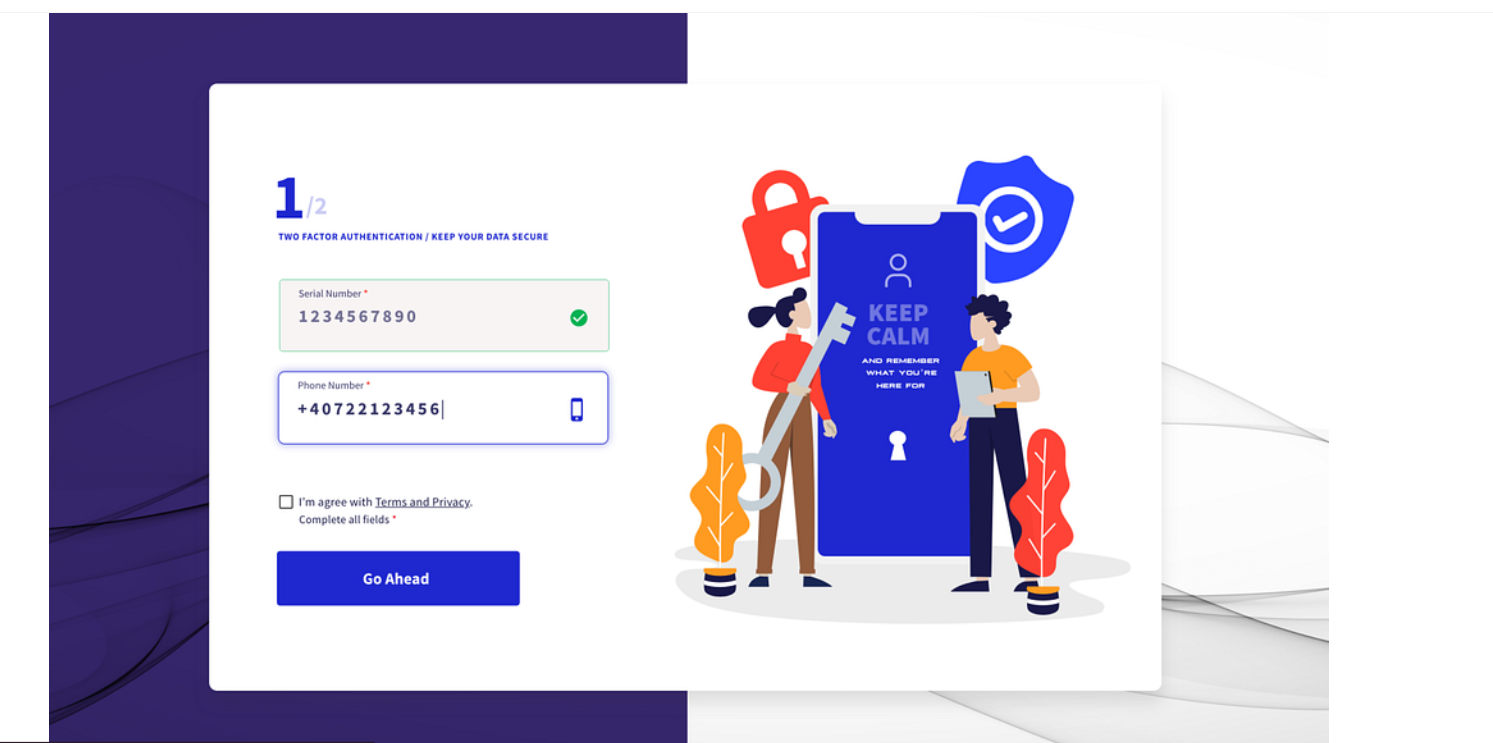 1/2
TWO FACTOR AUTHENTICATION / KEEP YOUR DATA SECURE
Serial Number *
1234567890
Phone Number *
+40722123456
I'm agree with Terms and Privacy.
Complete all fields *
Go Ahead
KEEP
CALM
AND REMEMBER
WHAT YOU'RE
HERE FOR